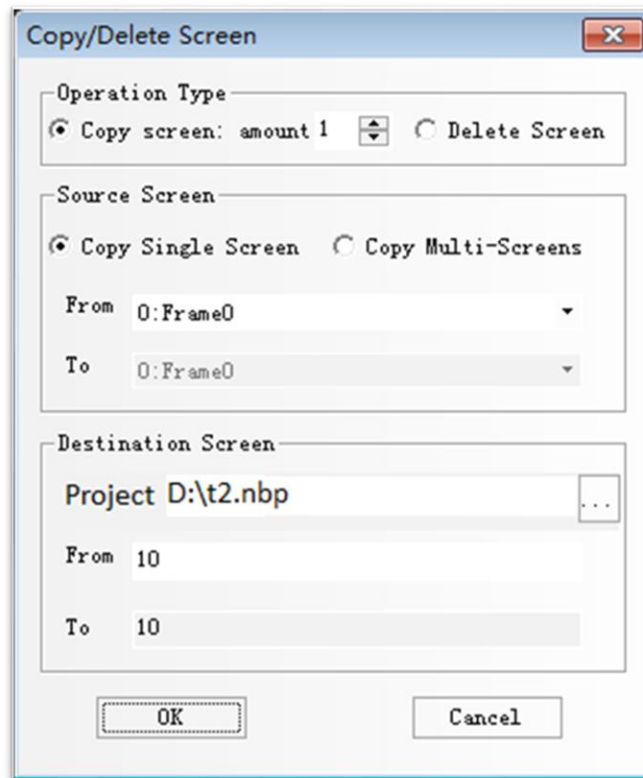 Copy/Delete Screen
Operation Type
Copy screen: amount 1 Delete Screen
Source Screen
Copy Single Screen Copy Multi-Screens
From 0:Frame0
To 0:Frame0
Destination Screen
Project D:\t2.nbp ...
From 10
To 10
OK Cancel